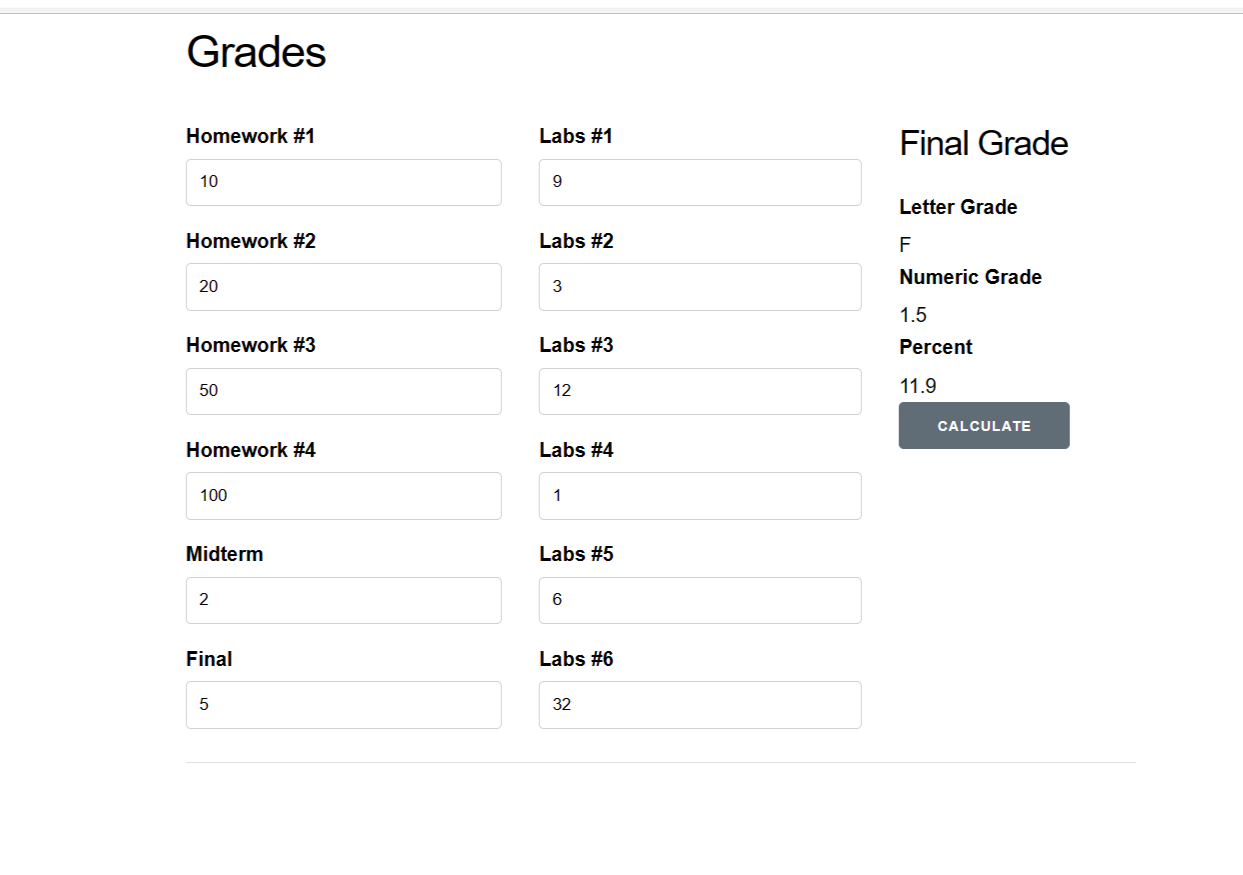 Grades
Homework #1
10
Homework #2
20
Homework #3
50
Homework #4
100
Midterm
2
Final
5
Labs #1
9
Labs #2
3
Labs #3
12
Labs #4
1
Labs #5
6
Labs #6
32
Final Grade
Letter Grade
F
Numeric Grade
1.5
Percent
11.9
CALCULATE